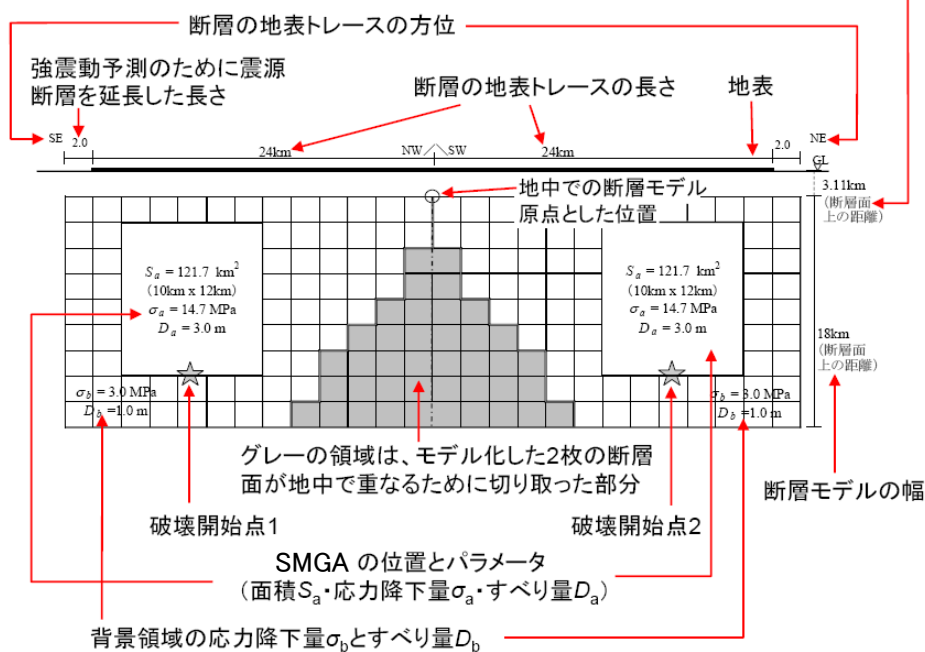 断層の地表トレースの方位
強震動予測のために震源
断層を延長した長さ
断層の地表トレースの長さ
地表
SE
2.0
24km
NW
SW
24km
2.0
NE
GL
3.11km
(断層面
上の距離)
地中での断層モデル
原点とした位置
Sa = 121.7 km²
(10km x 12km)
σa = 14.7 MPa
Da = 3.0 m
Sa = 121.7 km²
(10km x 12km)
σa = 14.7 MPa
Da = 3.0 m
18km
(断層面
上の距離)
σb = 3.0 MPa
Db =1.0 m
σb = 3.0 MPa
Db =1.0 m
グレーの領域は、モデル化した2枚の断層
面が地中で重なるために切り取った部分
断層モデルの幅
破壊開始点1
破壊開始点2
SMGA の位置とパラメータ
(面積Sa・応力降下量σa・すべり量Da)
背景領域の応力降下量σbとすべり量Db